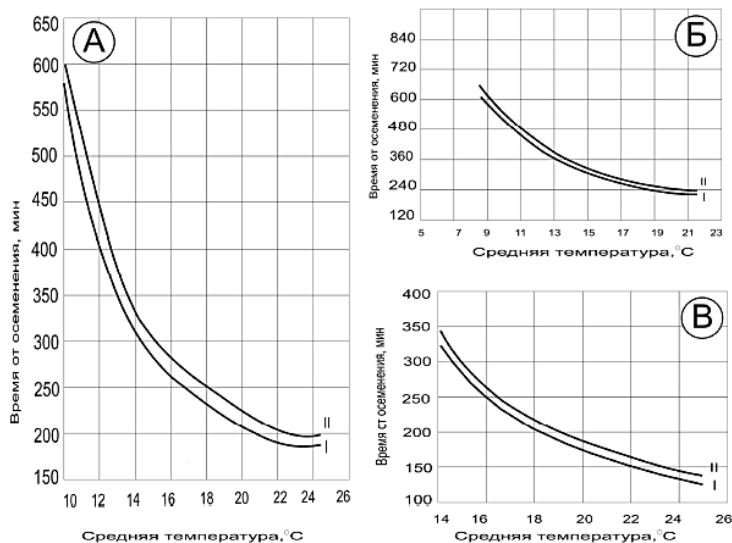 А
650
600
550
500
450
400
350
300
250
200
150
10 12 14 16 18 20 22 24 26
Время от осеменения, мин
Средняя температура,°С
II
I
Б
840
720
600
480
360
240
120
5 7 9 11 13 15 17 19 21 23
Время от осеменения, мин
Средняя температура,°С
II
I
В
400
350
300
250
200
150
100
14 16 18 20 22 24 26
Время ст осеменения, мин
Средняя температура,°С
II
I